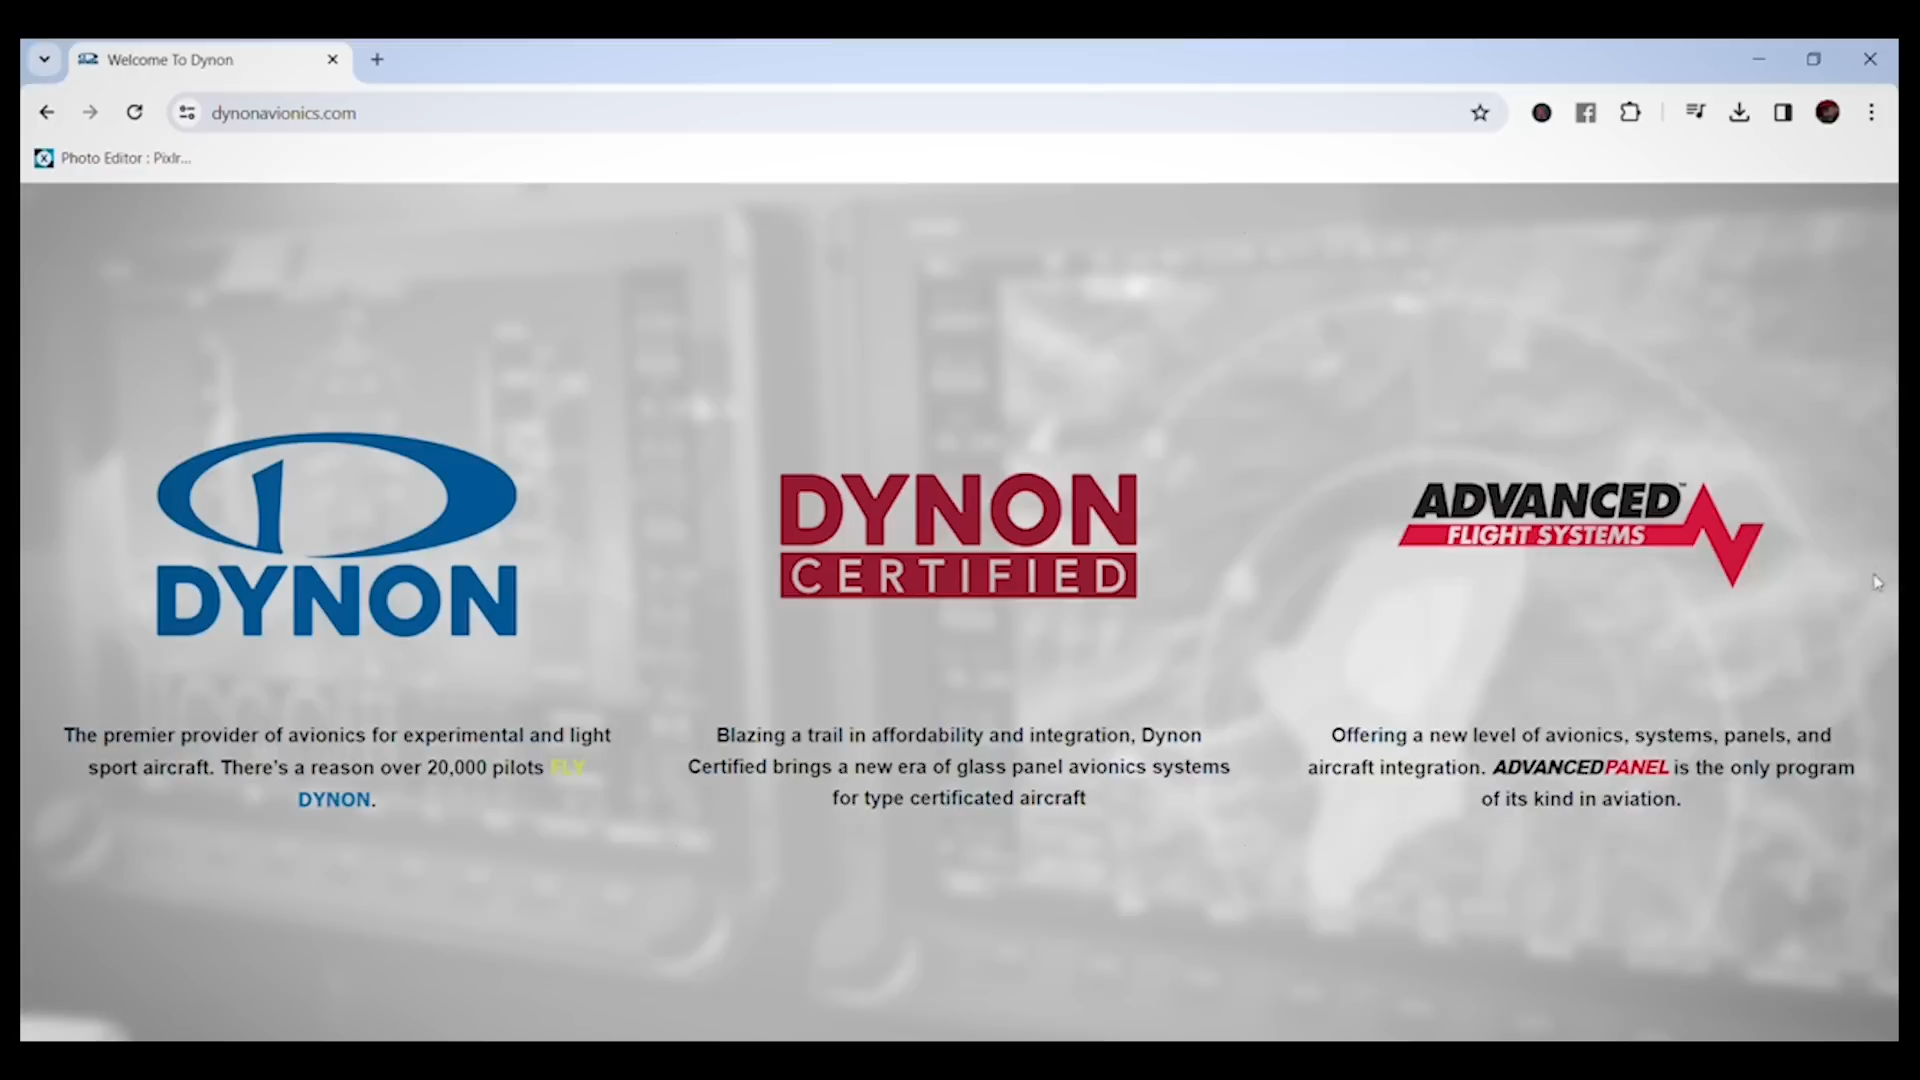 Welcome To Dynon
dynonavionics.com
Photo Editor : Pixlr...
DYNON
The premier provider of avionics for experimental and light
sport aircraft. There's a reason over 20,000 pilots FLY
DYNON.
DYNON
CERTIFIED
Blazing a trail in affordability and integration, Dynon
Certified brings a new era of glass panel avionics systems
for type certificated aircraft
ADVANCED™
FLIGHT SYSTEMS
Offering a new level of avionics, systems, panels, and
aircraft integration. ADVANCEDPANEL is the only program
of its kind in aviation.